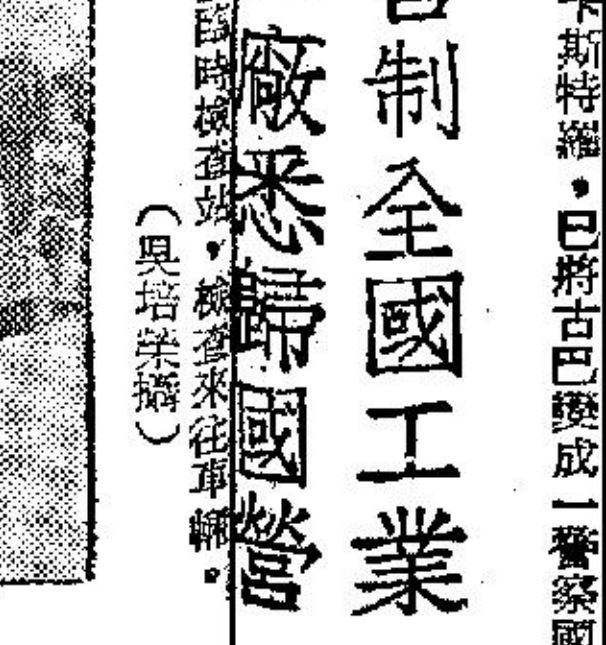 斯特羅，已將古巴變成一警察國
制全國工業
廠悉歸國營
臨時檢查站，檢查來往車輛。
（吳培榮攝）